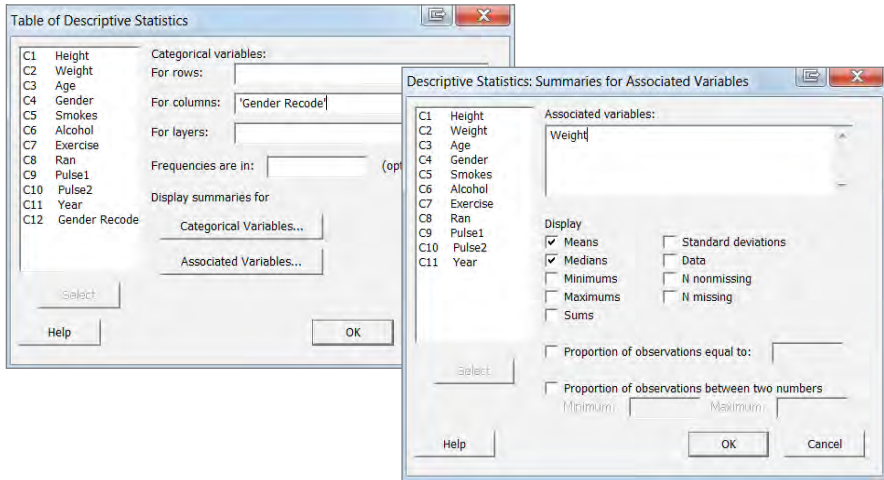 Table of Descriptive Statistics
C1 Height
C2 Weight
C3 Age
C4 Gender
C5 Smokes
C6 Alcohol
C7 Exercise
C8 Ran
C9 Pulse1
C10 Pulse2
C11 Year
C12 Gender Recode
Categorical variables:
For rows:
For columns: 'Gender Recode'
For layers:
Frequencies are in: (opt
Display summaries for
Categorical Variables...
Associated Variables...
Select
Help
OK
Descriptive Statistics: Summaries for Associated Variables
C1 Height
C2 Weight
C3 Age
C4 Gender
C5 Smokes
C6 Alcohol
C7 Exercise
C8 Ran
C9 Pulse1
C10 Pulse2
C11 Year
Associated variables:
Weight
Display
Means Standard deviations
Medians Data
Minimums N nonmissing
Maximums N missing
Sums
Proportion of observations equal to:
Proportion of observations between two numbers
Minimum: Maximum:
Select
Help
OK Cancel